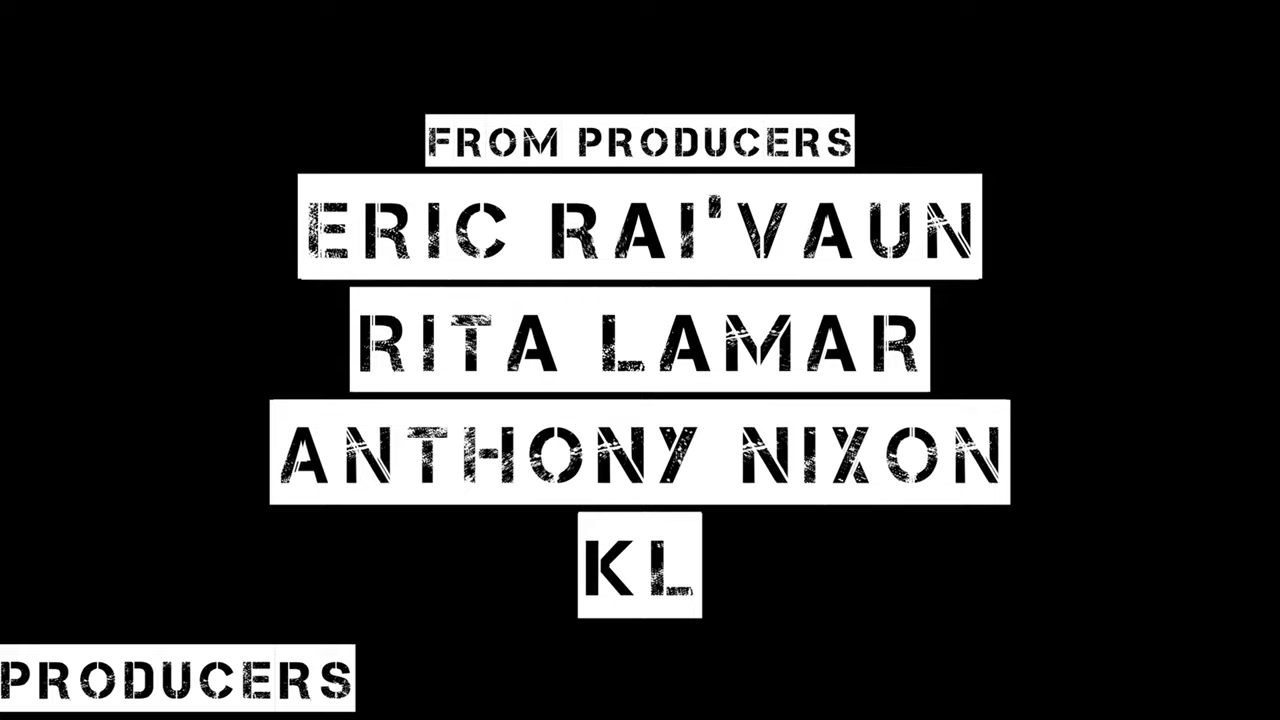 FROM PRODUCERS
ERIC RAI'VAUN
RITA LAMAR
ANTHONY NIXON
KL
PRODUCERS